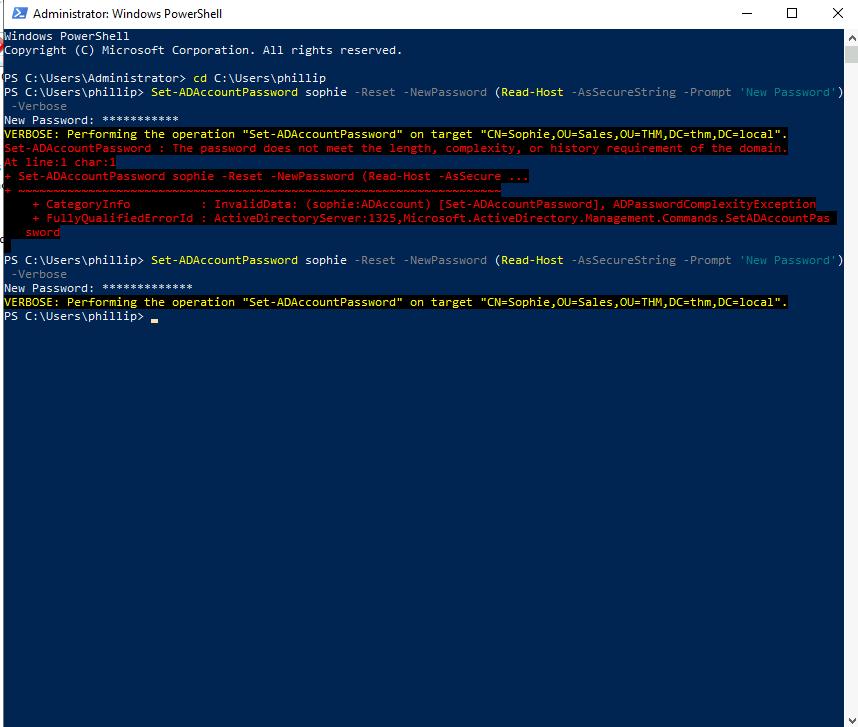 Administrator: Windows PowerShell
Windows PowerShell
Copyright (C) Microsoft Corporation. All rights reserved.
PS C:\Users\Administrator> cd C:\Users\phillip
PS C:\Users\phillip> Set-ADAccountPassword sophie -Reset -NewPassword (Read-Host -AsSecureString -Prompt 'New Password')
-Verbose
New Password: ***********
VERBOSE: Performing the operation "Set-ADAccountPassword" on target "CN=Sophie,OU=Sales,OU=THM,DC=thm,DC=local".
Set-ADAccountPassword : The password does not meet the length, complexity, or history requirement of the domain.
At line:1 char:1
+ Set-ADAccountPassword sophie -Reset -NewPassword (Read-Host -AsSecure ...
+ ~~~~~~~~~~~~~~~~~~~~~~~~~~~~~~~~~~~~~~~~~~~~~~~~~~~~~~~~~~~~~~~~~~~~~
+ CategoryInfo          : InvalidData: (sophie:ADAccount) [Set-ADAccountPassword], ADPasswordComplexityException
+ FullyQualifiedErrorId : ActiveDirectoryServer:1325,Microsoft.ActiveDirectory.Management.Commands.SetADAccountPas
sword
PS C:\Users\phillip> Set-ADAccountPassword sophie -Reset -NewPassword (Read-Host -AsSecureString -Prompt 'New Password')
-Verbose
New Password: *************
VERBOSE: Performing the operation "Set-ADAccountPassword" on target "CN=Sophie,OU=Sales,OU=THM,DC=thm,DC=local".
PS C:\Users\phillip>